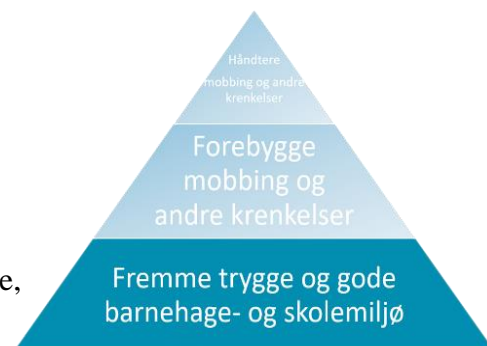 Håndtere
mobbing og andre
krenkelser
Forebygge
mobbing og
andre krenkelser
e,
Fremme trygge og gode
barnehage- og skolemiljø